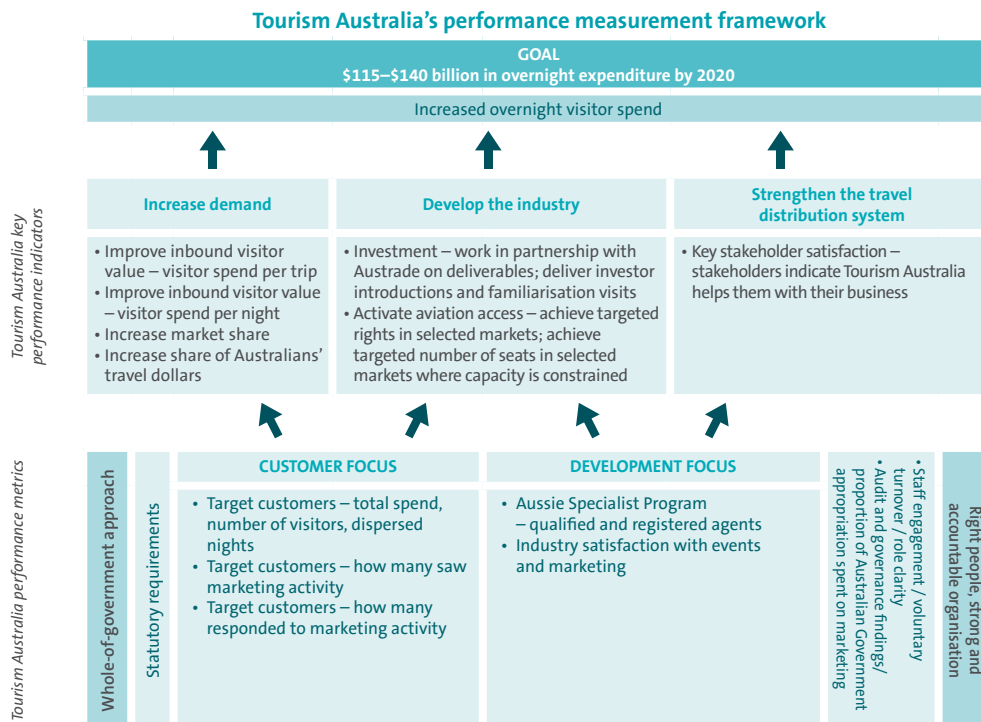 Tourism Australia's performance measurement framework
GOAL
$115–$140 billion in overnight expenditure by 2020
Increased overnight visitor spend
Tourism Australia key
performance indicators
Increase demand
• Improve inbound visitor
value – visitor spend per trip
• Improve inbound visitor value
– visitor spend per night
• Increase market share
• Increase share of Australians'
travel dollars
Develop the industry
• Investment – work in partnership with
Austrade on deliverables; deliver investor
introductions and familiarisation visits
• Activate aviation access – achieve targeted
rights in selected markets; achieve
targeted number of seats in selected
markets where capacity is constrained
Strengthen the travel
distribution system
• Key stakeholder satisfaction –
stakeholders indicate Tourism Australia
helps them with their business
Tourism Australia performance metrics
Whole-of-government approach
Statutory requirements
CUSTOMER FOCUS
• Target customers – total spend,
number of visitors, dispersed
nights
• Target customers – how many saw
marketing activity
• Target customers – how many
responded to marketing activity
DEVELOPMENT FOCUS
• Aussie Specialist Program
– qualified and registered agents
• Industry satisfaction with events
and marketing
• Staff engagement / voluntary
turnover / role clarity
• Audit and governance findings/
proportion of Australian Government
appropriation spent on marketing
Right people, strong and
accountable organisation